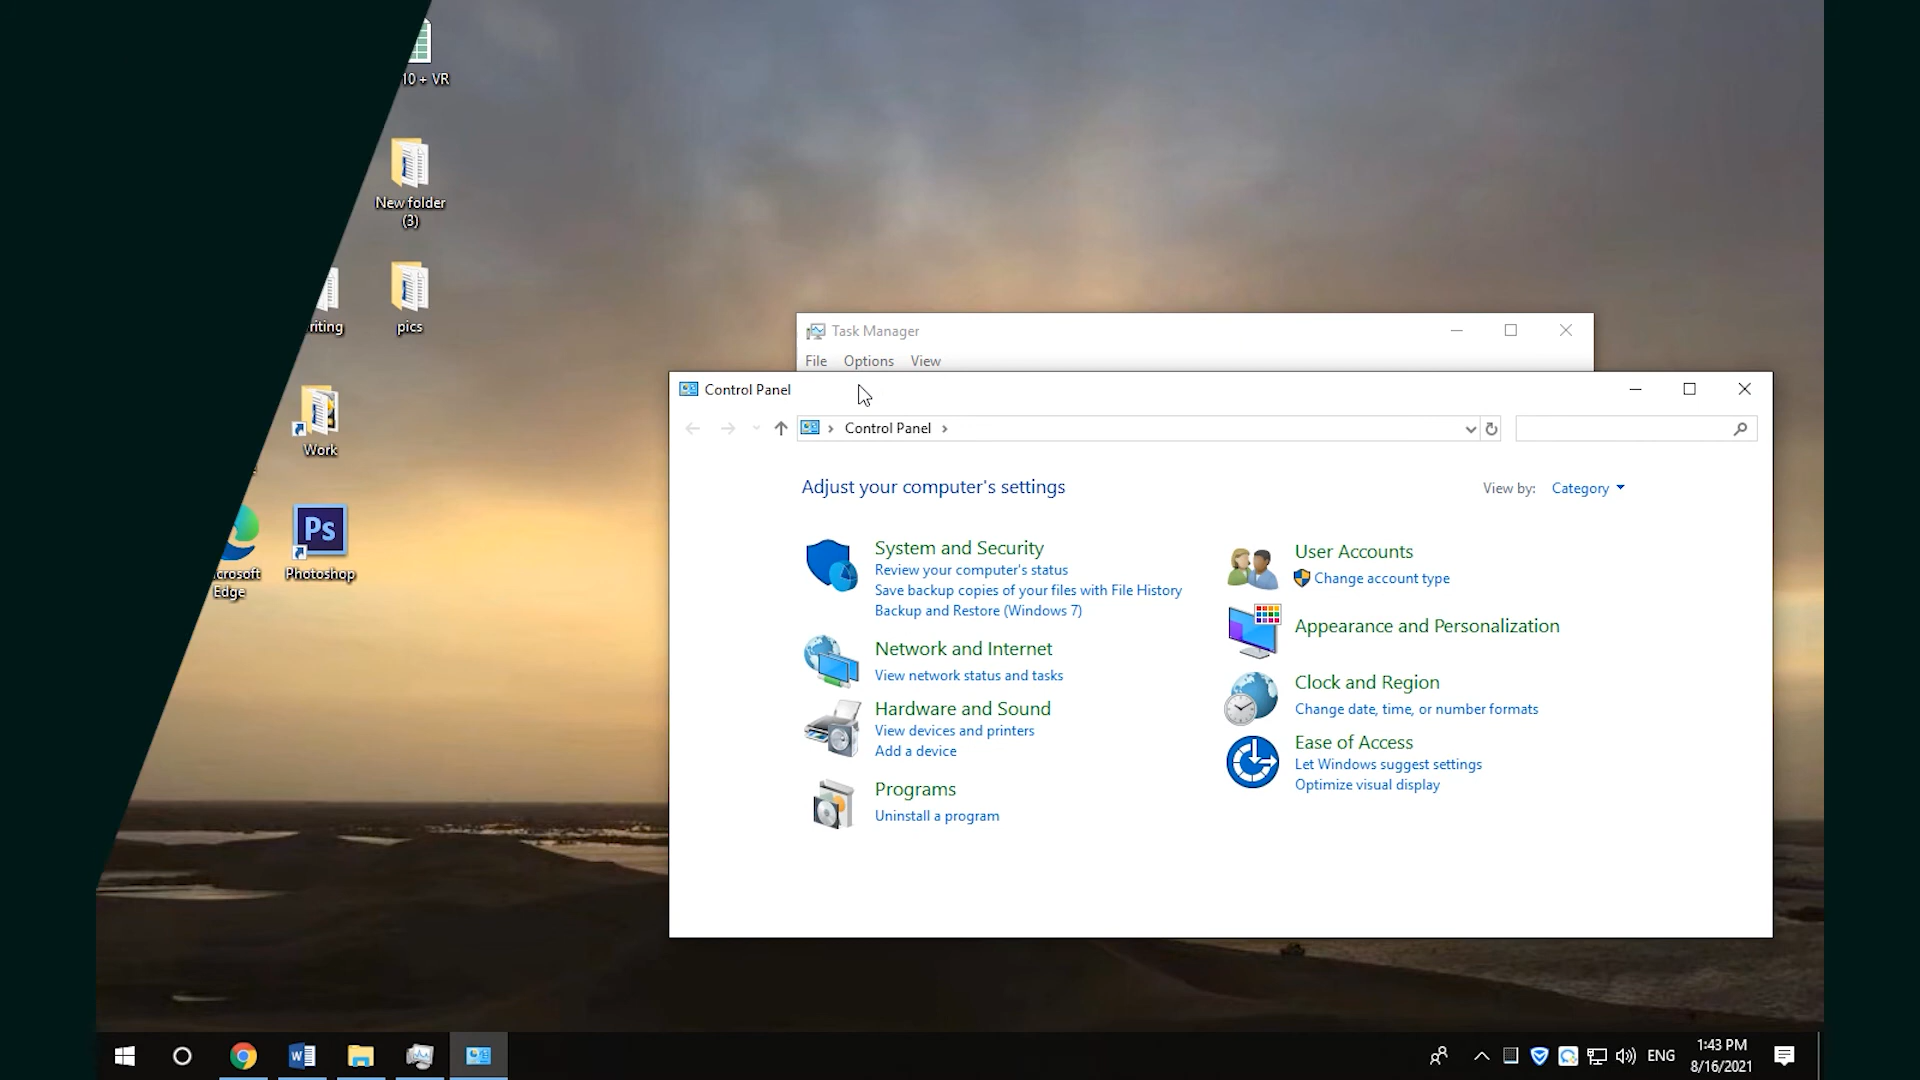 10 + VR
New folder
(3)
riting
pics
Work
Ps
crosoft
Edge
Photoshop
Task Manager
File Options View
Control Panel
Control Panel
Adjust your computer's settings
View by: Category
System and Security
Review your computer's status
Save backup copies of your files with File History
Backup and Restore (Windows 7)
Network and Internet
View network status and tasks
Hardware and Sound
View devices and printers
Add a device
Programs
Uninstall a program
User Accounts
Change account type
Appearance and Personalization
Clock and Region
Change date, time, or number formats
Ease of Access
Let Windows suggest settings
Optimize visual display
ENG
1:43 PM
8/16/2021